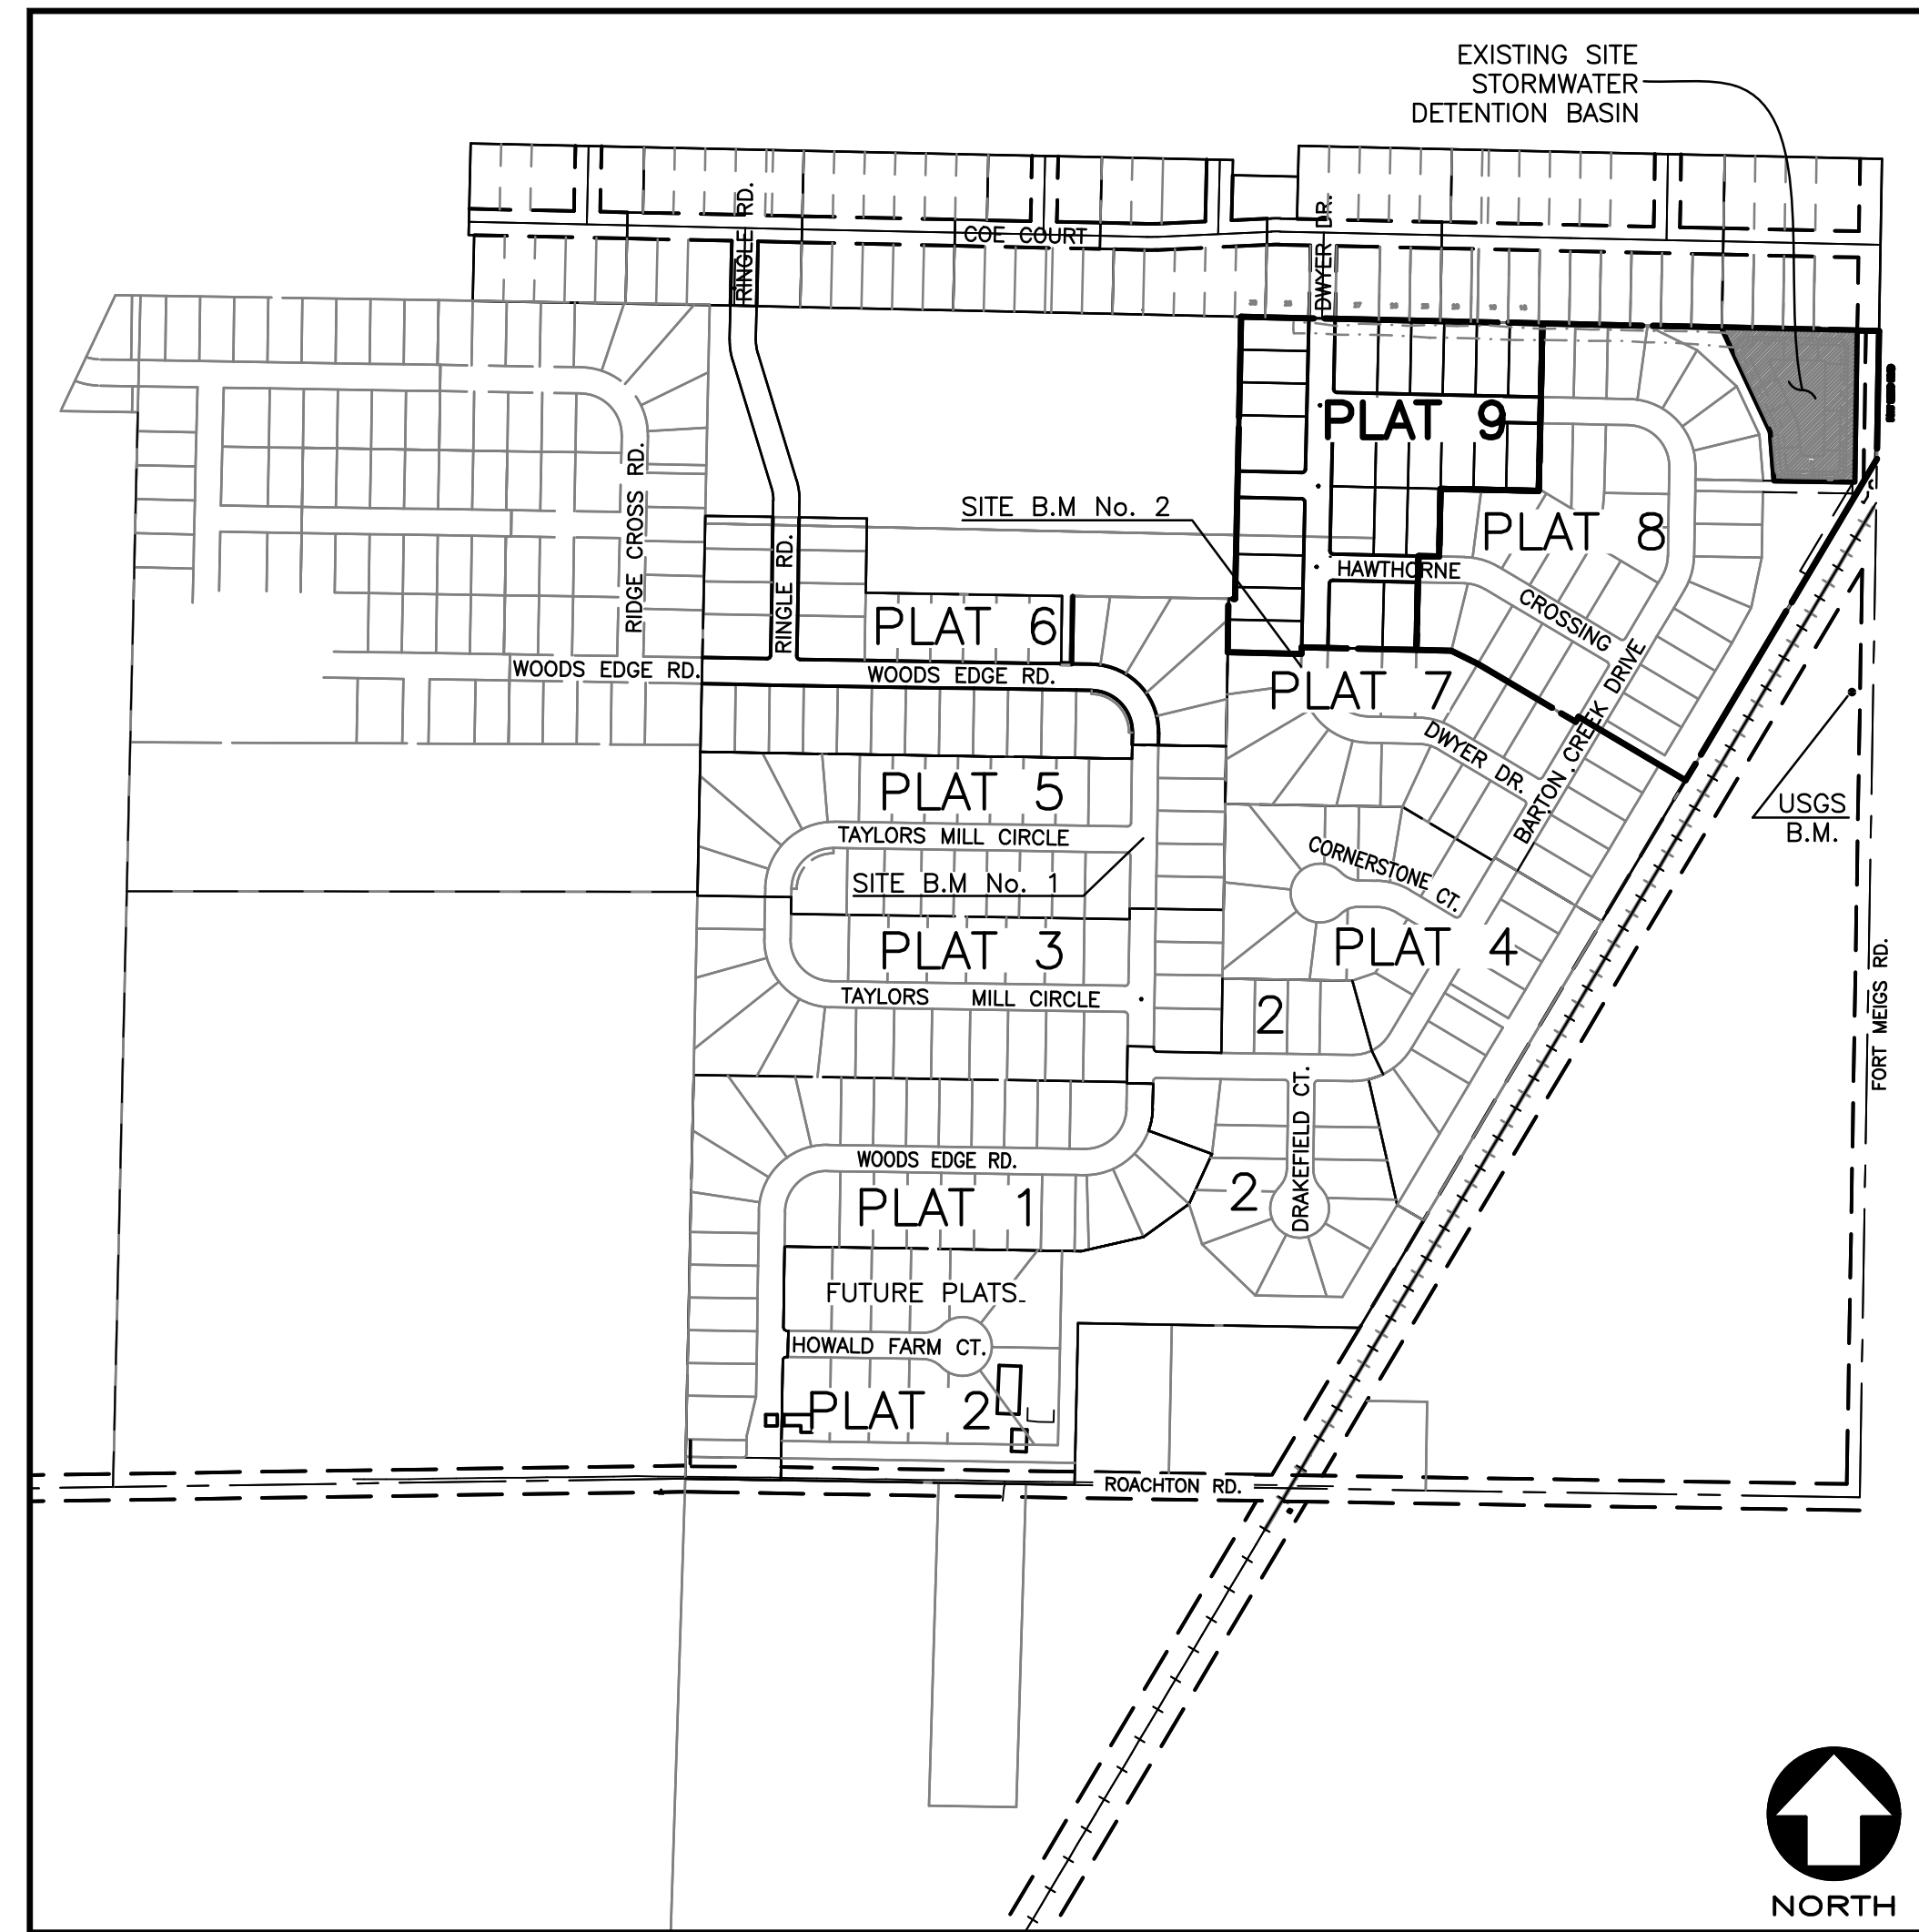 EXISTING SITE
STORMWATER
DETENTION BASIN
RINGLE RD.
DWYER DR.
COE COURT
RINGLE RD.
DWYER DR.
PLAT 9
RIDGE CROSS RD.
SITE B.M No. 2
PLAT 8
HAWTHORNE
CROSSING
RINGLE RD.
PLAT 6
WOODS EDGE RD.
WOODS EDGE RD.
PLAT 7
BARTON CREEK DRIVE
DWYER DR.
PLAT 5
USGS
B.M.
TAYLORS MILL CIRCLE
CORNERSTONE CT.
SITE B.M No. 1
PLAT 3
PLAT 4
TAYLORS MILL CIRCLE
2
FORT MEIGS RD.
DRAKEFIELD CT.
WOODS EDGE RD.
2
PLAT 1
FUTURE PLATS
HOWALD FARM CT.
PLAT 2
ROACHTON RD.
NORTH